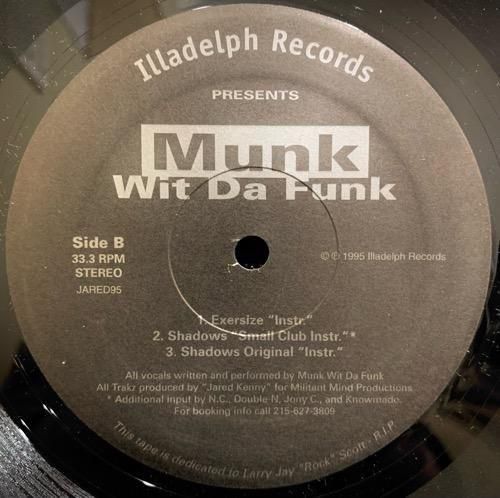 Illadelph Records
PRESENTS
Munk
Wit Da Funk
Side B
33.3 RPM
STEREO
JARED95
© ℗ 1995 Illadelph Records
1. Exersize "Instr."
2. Shadows "Small Club Instr."*
3. Shadows Original "Instr."
All vocals written and performed by Munk Wit Da Funk
All Trakz produced by "Jared Kenny" for Militant Mind Productions
* Additional input by N.C., Double N, Jony C., and Knowmado.
For booking info call 215-627-3809
This tape is dedicated to Larry Jay "Rock" Scott - R.I.P.